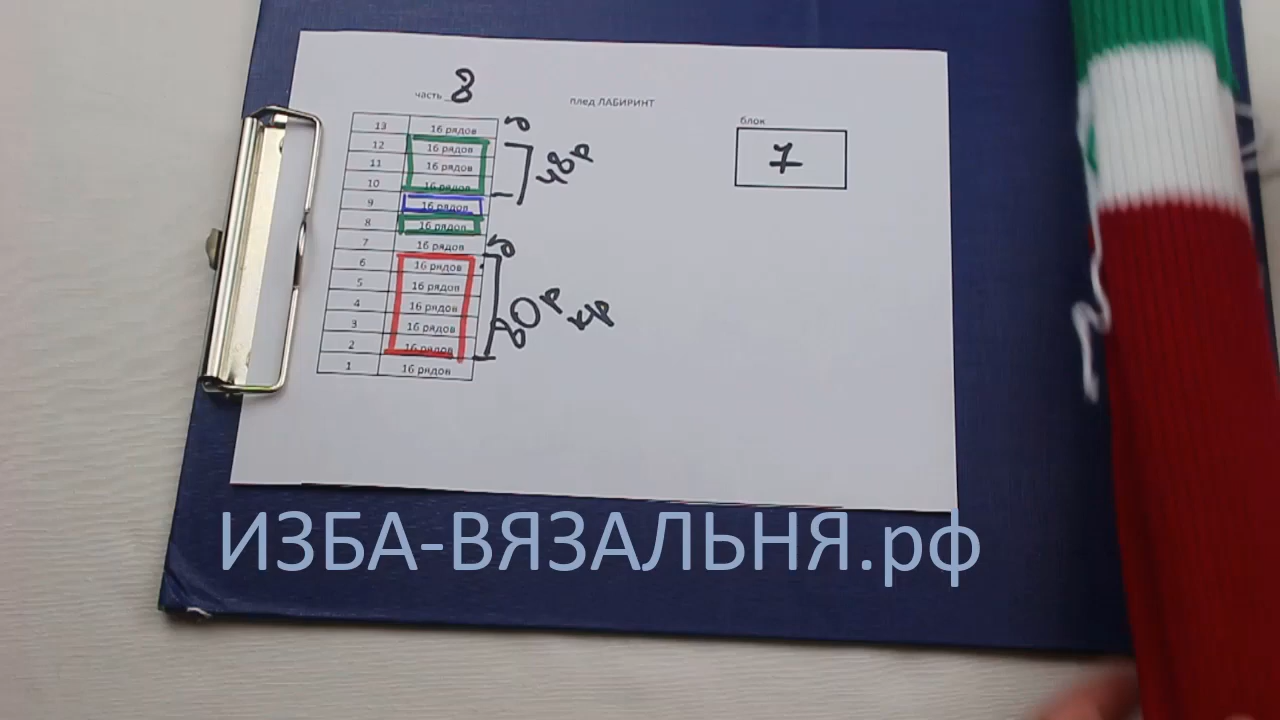 часть 8
плед ЛАБИРИНТ
блок
7
13 16 рядов б
12 16 рядов
11 16 рядов 48 р
10 16 рядов
9 16 рядов
8 16 рядов
7 16 рядов б
6 16 рядов
5 16 рядов
4 16 рядов 80 р кр
3 16 рядов
2 16 рядов
1 16 рядов
ИЗБА-ВЯЗАЛЬНЯ.рф